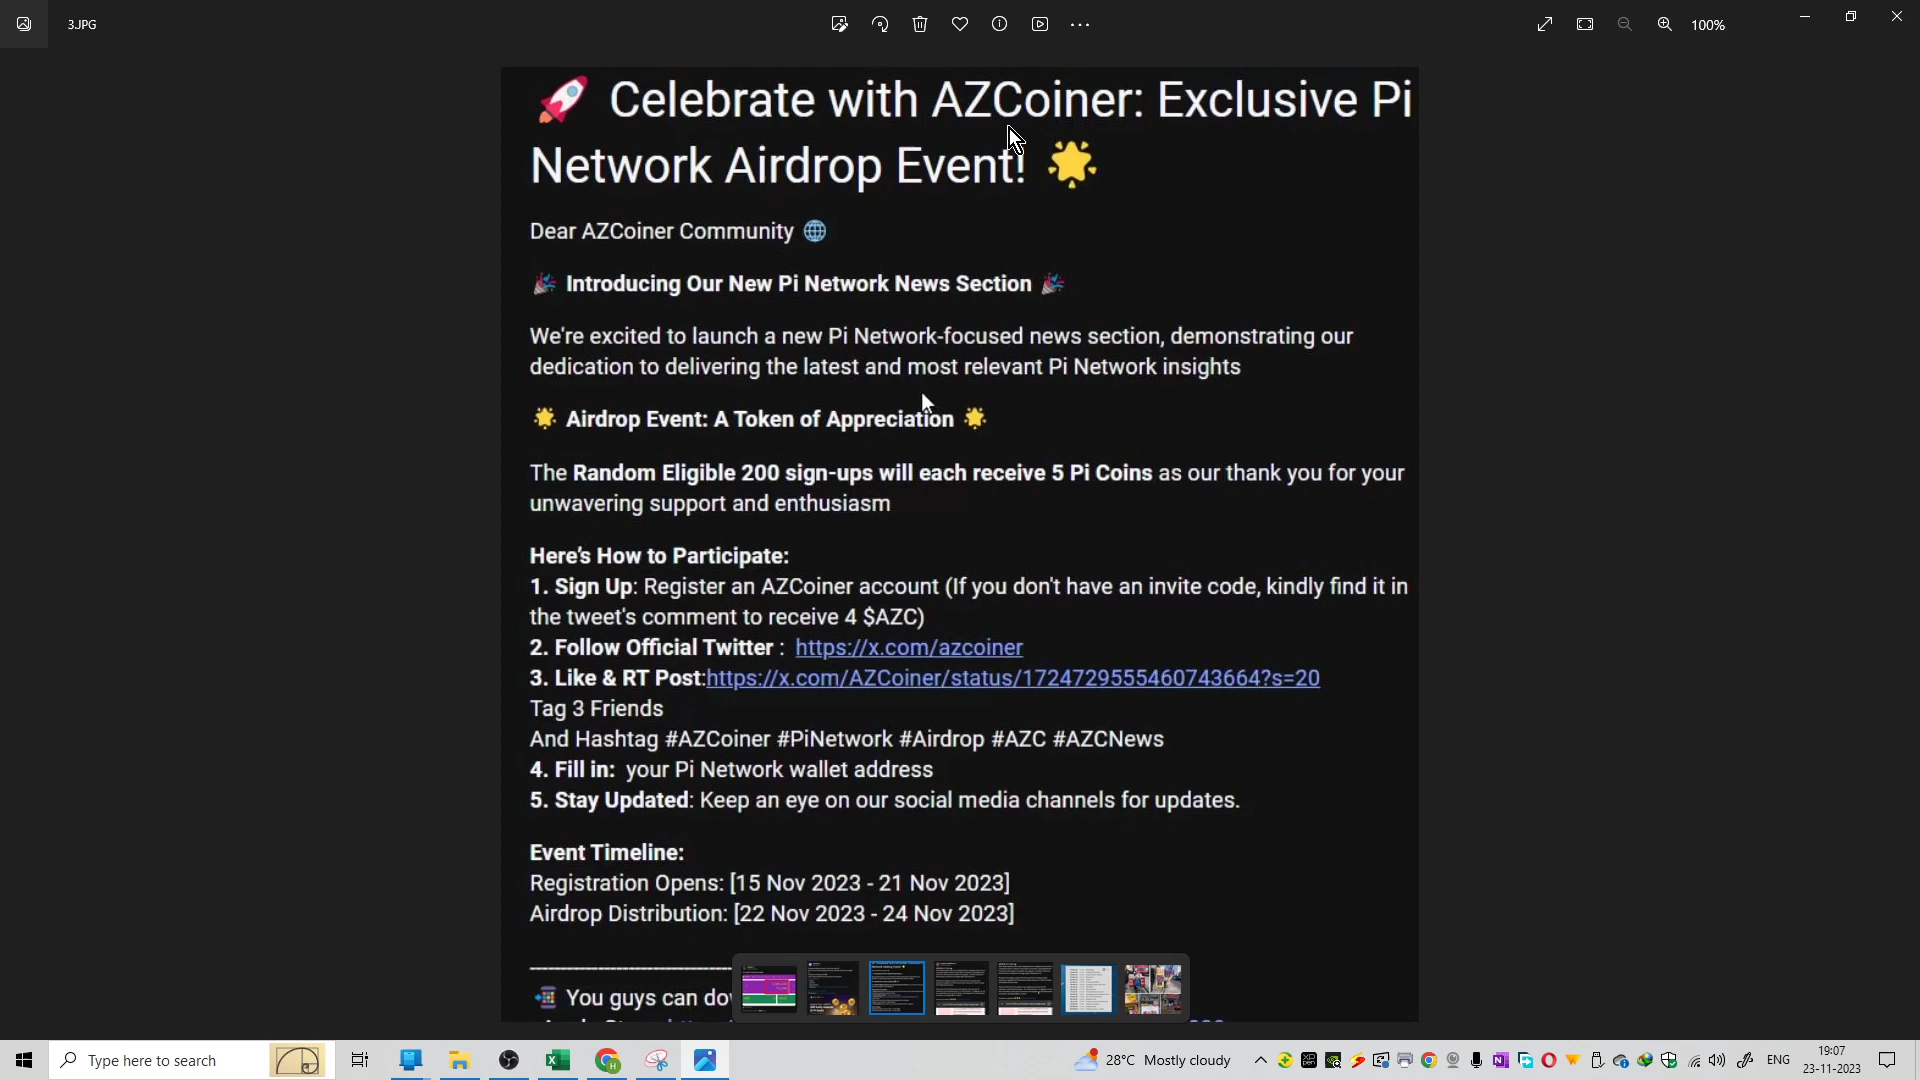 3.JPG
100%
🚀 Celebrate with AZCoiner: Exclusive Pi
Network Airdrop Event! 🌟
Dear AZCoiner Community 🌐
🎉 Introducing Our New Pi Network News Section 🎉
We're excited to launch a new Pi Network-focused news section, demonstrating our
dedication to delivering the latest and most relevant Pi Network insights
🌟 Airdrop Event: A Token of Appreciation 🌟
The Random Eligible 200 sign-ups will each receive 5 Pi Coins as our thank you for your
unwavering support and enthusiasm
Here's How to Participate:
1. Sign Up: Register an AZCoiner account (If you don't have an invite code, kindly find it in
the tweet's comment to receive 4 $AZC)
2. Follow Official Twitter : https://x.com/azcoiner
3. Like & RT Post:https://x.com/AZCoiner/status/1724729555460743664?s=20
Tag 3 Friends
And Hashtag #AZCoiner #PiNetwork #Airdrop #AZC #AZCNews
4. Fill in: your Pi Network wallet address
5. Stay Updated: Keep an eye on our social media channels for updates.
Event Timeline:
Registration Opens: [15 Nov 2023 - 21 Nov 2023]
Airdrop Distribution: [22 Nov 2023 - 24 Nov 2023]
📲 You guys can
Type here to search
28°C Mostly cloudy
ENG
19:07
23-11-2023